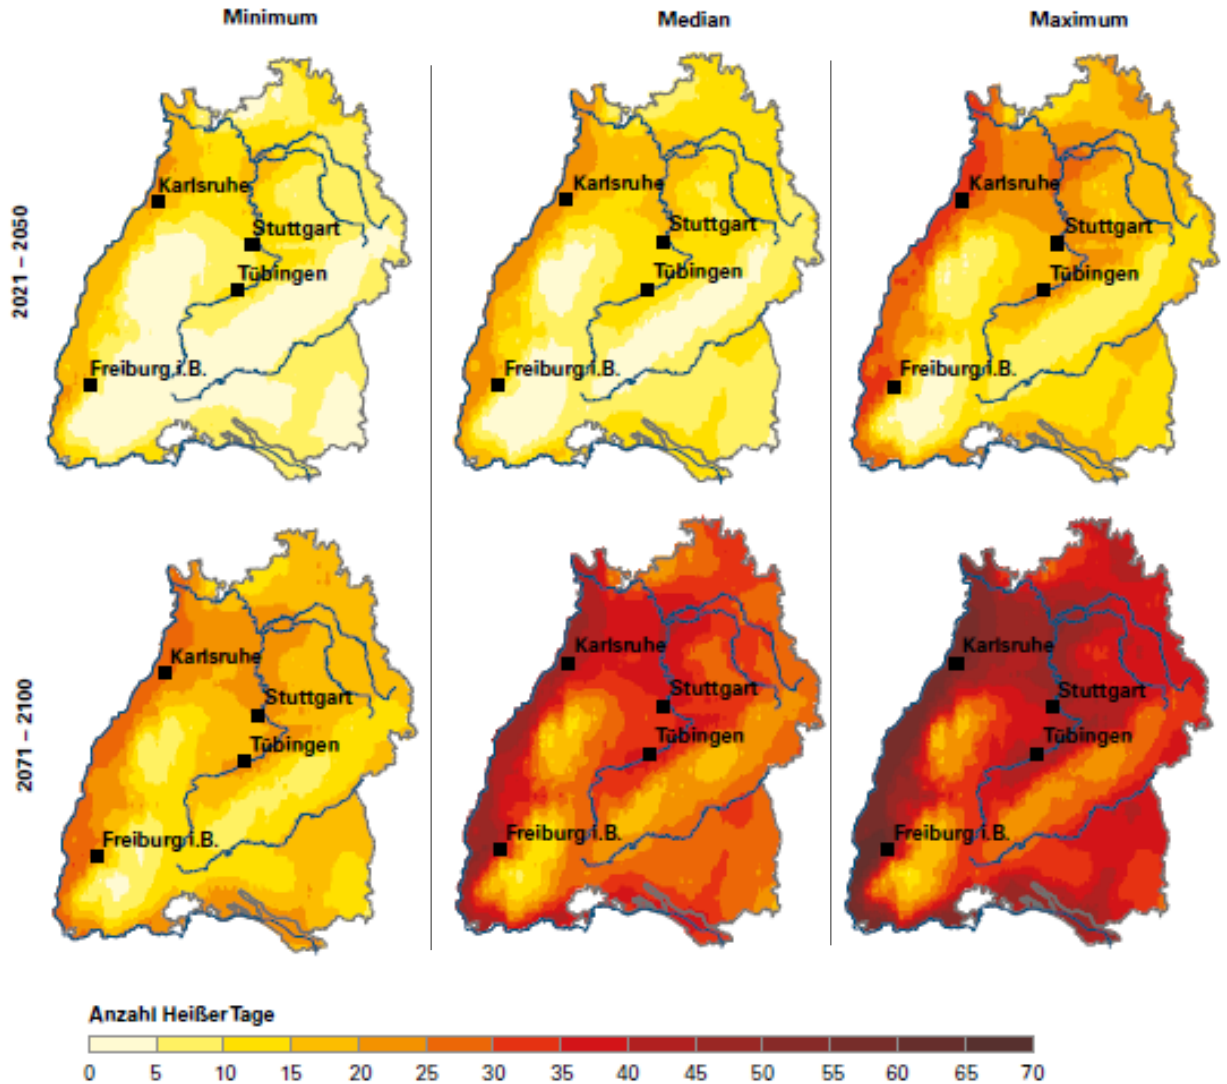 Minimum
Median
Maximum
2021 – 2050
Karlsruhe
Stuttgart
Tübingen
Freiburg i.B.
Karlsruhe
Stuttgart
Tübingen
Freiburg i.B.
Karlsruhe
Stuttgart
Tübingen
Freiburg i.B.
2071 – 2100
Karlsruhe
Stuttgart
Tübingen
Freiburg i.B.
Karlsruhe
Stuttgart
Tübingen
Freiburg i.B.
Karlsruhe
Stuttgart
Tübingen
Freiburg i.B.
Anzahl Heißer Tage
0 5 10 15 20 25 30 35 40 45 50 55 60 65 70